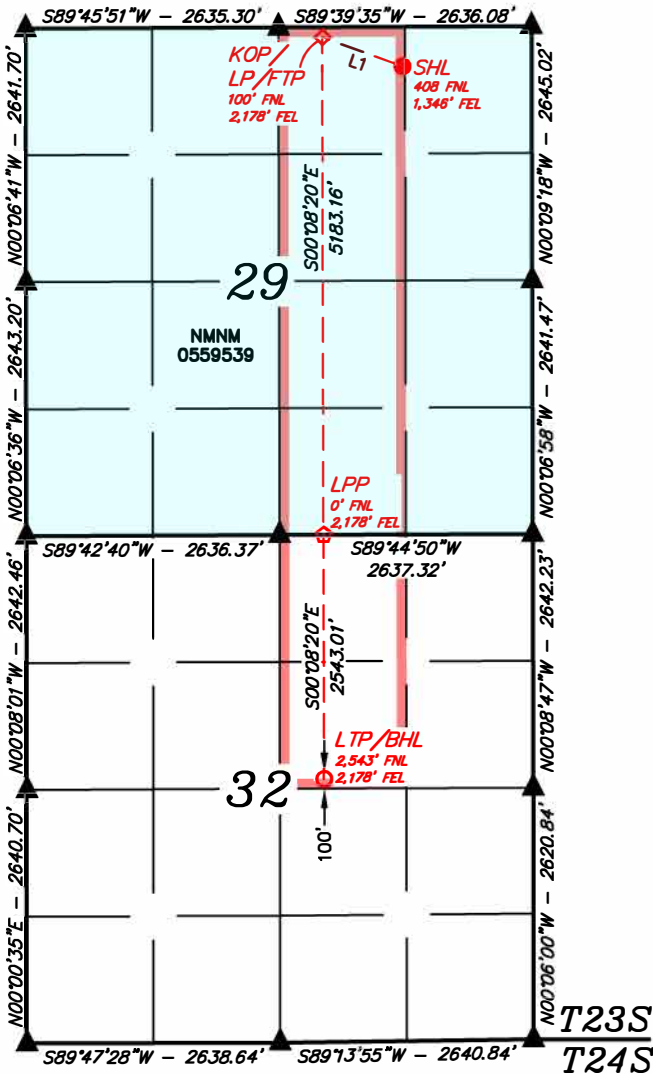 S89°45'51"W - 2635.30'
S89°39'35"W - 2636.08'
KOP/
LP/FTP
100' FNL
2,178' FEL
L1
SHL
408 FNL
1,346' FEL
N00°06'41"W - 2641.70'
N00°09'18"W - 2645.02'
S00°08'20"E
5183.16'
29
NMNM
0559539
N00°06'36"W - 2643.20'
N00°06'58"W - 2641.47'
LPP
0' FNL
2,178' FEL
S89°42'40"W - 2636.37'
S89°44'50"W
2637.32'
N00°08'01"W - 2642.46'
N00°08'47"W - 2642.23'
S00°08'20"E
2543.01'
LTP/BHL
2,543' FNL
2,178' FEL
32
100'
N00°00'35"E - 2640.70'
N00°06'00"W - 2620.84'
S89°47'28"W - 2638.64'
S89°13'55"W - 2640.84'
T23S
T24S